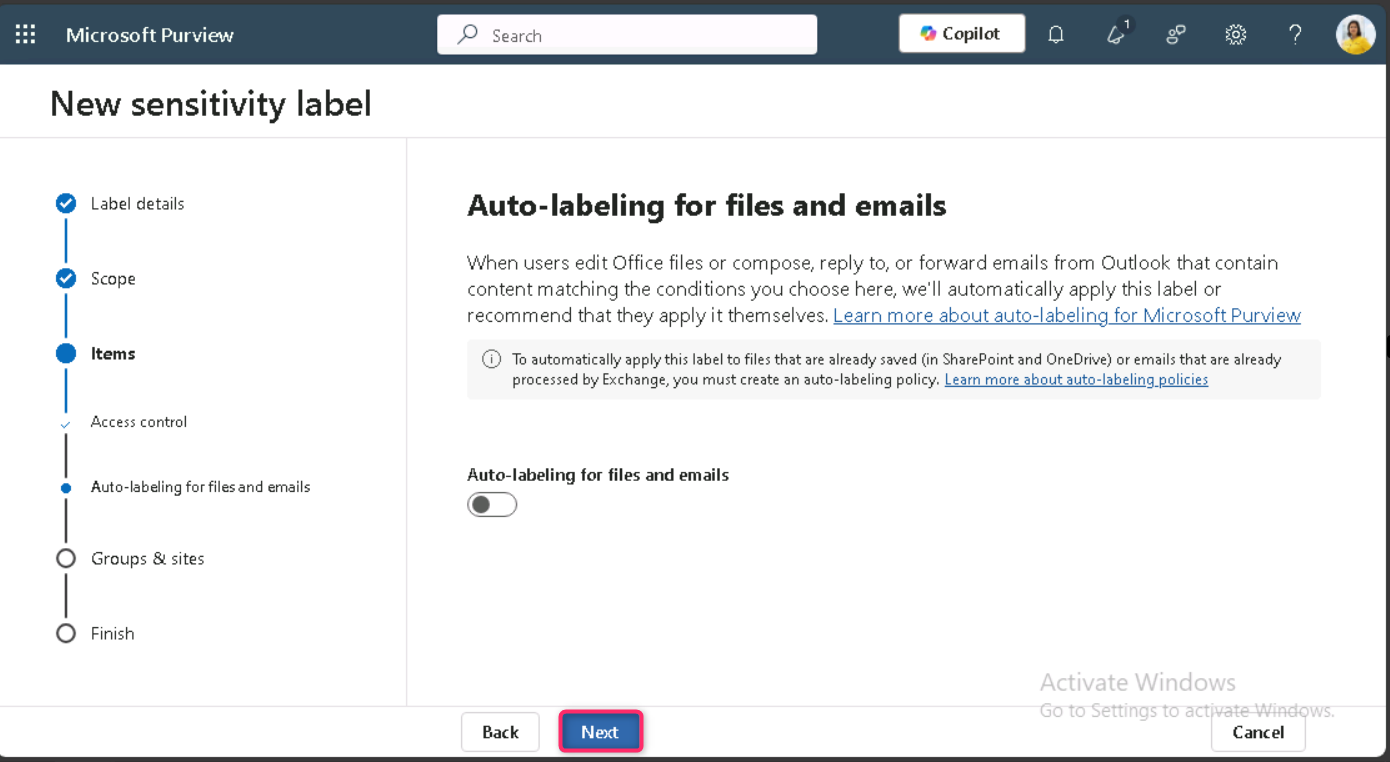 Microsoft Purview
Search
Copilot
1
?
New sensitivity label
Label details
Scope
Items
Access control
Auto-labeling for files and emails
Groups & sites
Finish
Auto-labeling for files and emails
When users edit Office files or compose, reply to, or forward emails from Outlook that contain
content matching the conditions you choose here, we'll automatically apply this label or
recommend that they apply it themselves. Learn more about auto-labeling for Microsoft Purview
To automatically apply this label to files that are already saved (in SharePoint and OneDrive) or emails that are already
processed by Exchange, you must create an auto-labeling policy. Learn more about auto-labeling policies
Auto-labeling for files and emails
Activate Windows
Go to Settings to activate Windows.
Back
Next
Cancel